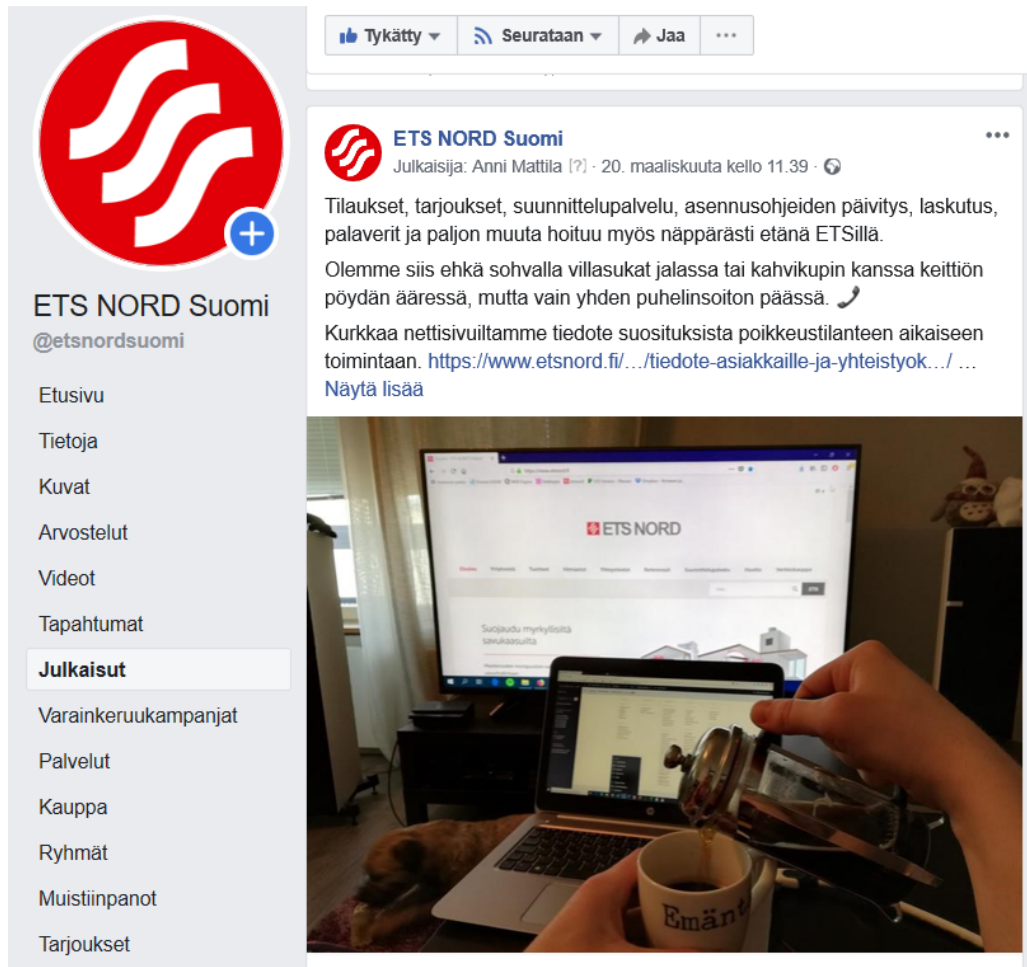 Tykätty
Seurataan
Jaa
ETS NORD Suomi
@etsnordsuomi
Etusivu
Tietoja
Kuvat
Arvostelut
Videot
Tapahtumat
Julkaisut
Varainkeruukampanjat
Palvelut
Kauppa
Ryhmät
Muistiinpanot
Tarjoukset
ETS NORD Suomi
Julkaisija: Anni Mattila [?] · 20. maaliskuuta kello 11.39 ·
Tilaukset, tarjoukset, suunnittelupalvelu, asennusohjeiden päivitys, laskutus,
palaverit ja paljon muuta hoituu myös näppärästi etänä ETSillä.
Olemme siis ehkä sohvalla villasukat jalassa tai kahvikupin kanssa keittiön
pöydän ääressä, mutta vain yhden puhelinsoiton päässä.
Kurkkaa nettisivuiltamme tiedote suosituksista poikkeustilanteen aikaiseen
toimintaan. https://www.etsnord.fi/…/tiedote-asiakkaille-ja-yhteistyok…/ …
Näytä lisää
ETS NORD
Suojaudu myrkyllisiltä
savukaasuilta
Emänt